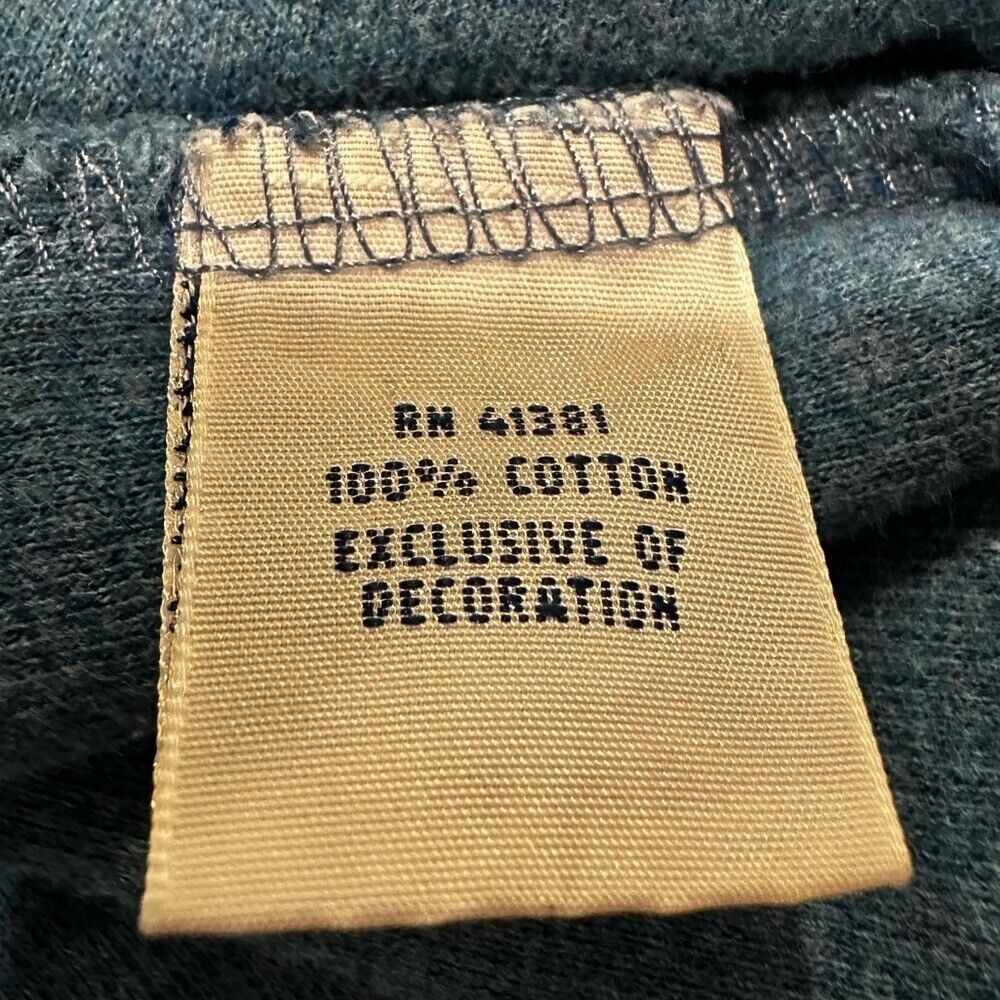 RN 41381
100% COTTON
EXCLUSIVE OF
DECORATION